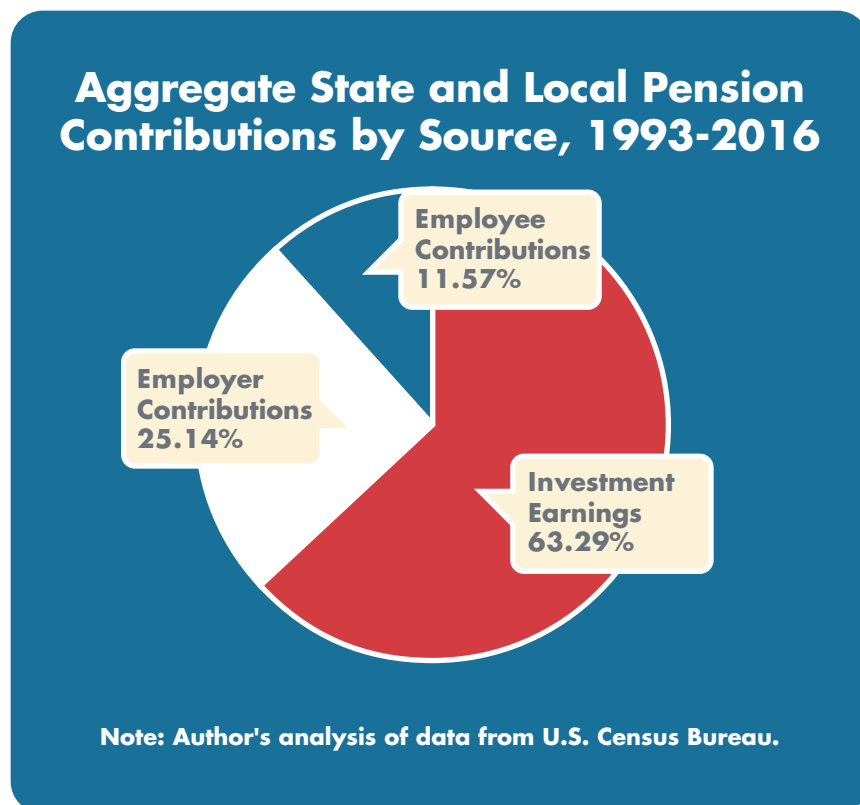 Aggregate State and Local Pension
Contributions by Source, 1993-2016
Employee
Contributions
11.57%
Employer
Contributions
25.14%
Investment
Earnings
63.29%
Note: Author's analysis of data from U.S. Census Bureau.